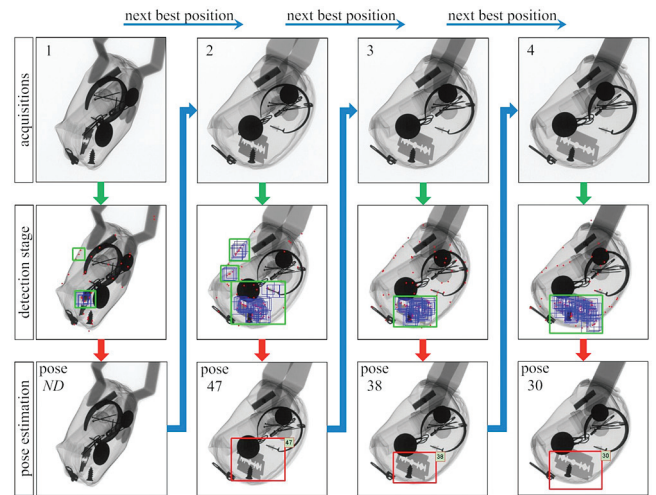 next best position
next best position
next best position
acquisitions
1
2
3
4
detection stage
pose estimation
pose
ND
pose
47
pose
38
pose
30
47
38
30